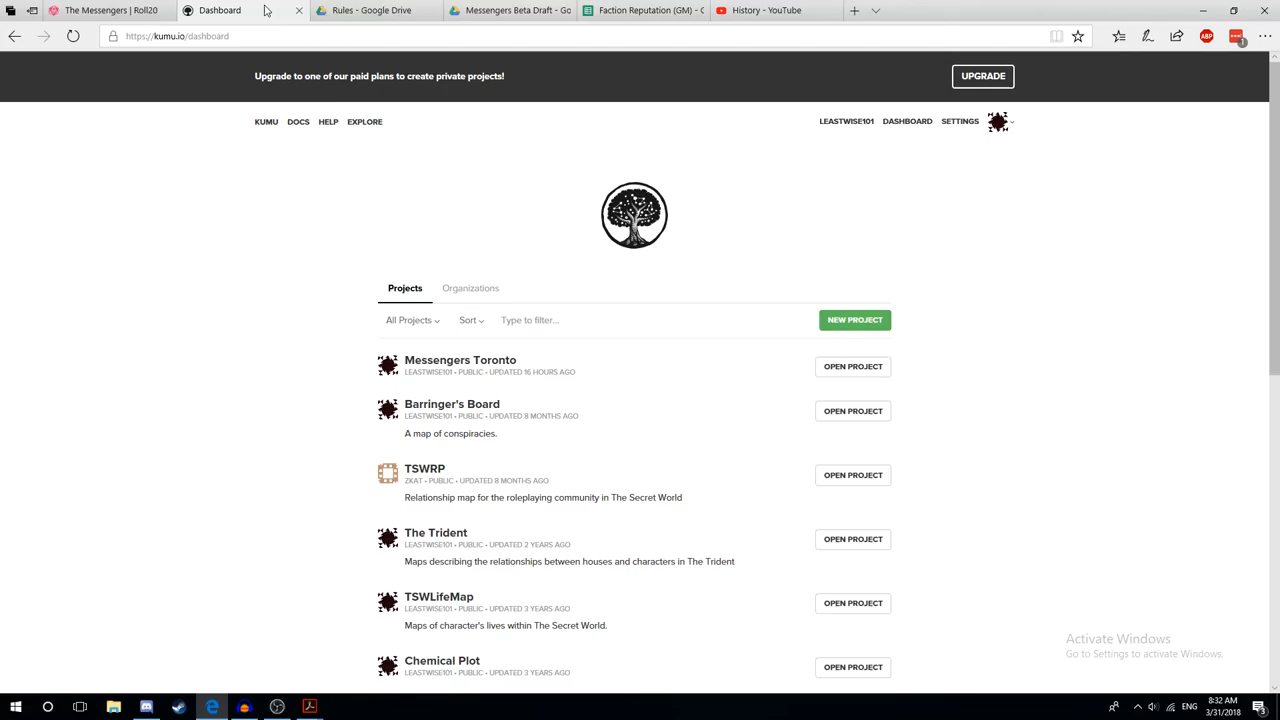 The Messengers | Roll20
Dashboard
Rules - Google Drive
Messengers Beta Draft - Go
Faction Reputation (GM) - G
History - YouTube
https://kumu.io/dashboard
ABP
1
Upgrade to one of our paid plans to create private projects!
UPGRADE
KUMU DOCS HELP EXPLORE
LEASTWISE101 DASHBOARD SETTINGS
Projects Organizations
All Projects Sort Type to filter...
NEW PROJECT
Messengers Toronto
LEASTWISE101 • PUBLIC • UPDATED 16 HOURS AGO
OPEN PROJECT
Barringer's Board
LEASTWISE101 • PUBLIC • UPDATED 8 MONTHS AGO
OPEN PROJECT
A map of conspiracies.
TSWRP
ZKAT • PUBLIC • UPDATED 8 MONTHS AGO
OPEN PROJECT
Relationship map for the roleplaying community in The Secret World
The Trident
LEASTWISE101 • PUBLIC • UPDATED 2 YEARS AGO
OPEN PROJECT
Maps describing the relationships between houses and characters in The Trident
TSWLifeMap
LEASTWISE101 • PUBLIC • UPDATED 3 YEARS AGO
OPEN PROJECT
Maps of character's lives within The Secret World.
Chemical Plot
LEASTWISE101 • PUBLIC • UPDATED 3 YEARS AGO
OPEN PROJECT
Activate Windows
Go to Settings to activate Windows.
ENG
8:32 AM
3/31/2018
3